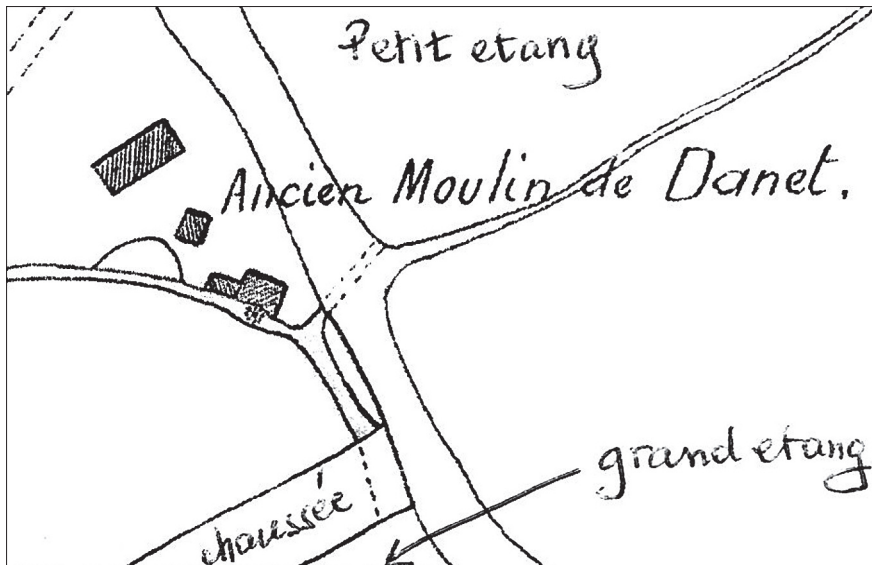 Petit etang
Ancien Moulin de Danet.
grand etang
chaussée